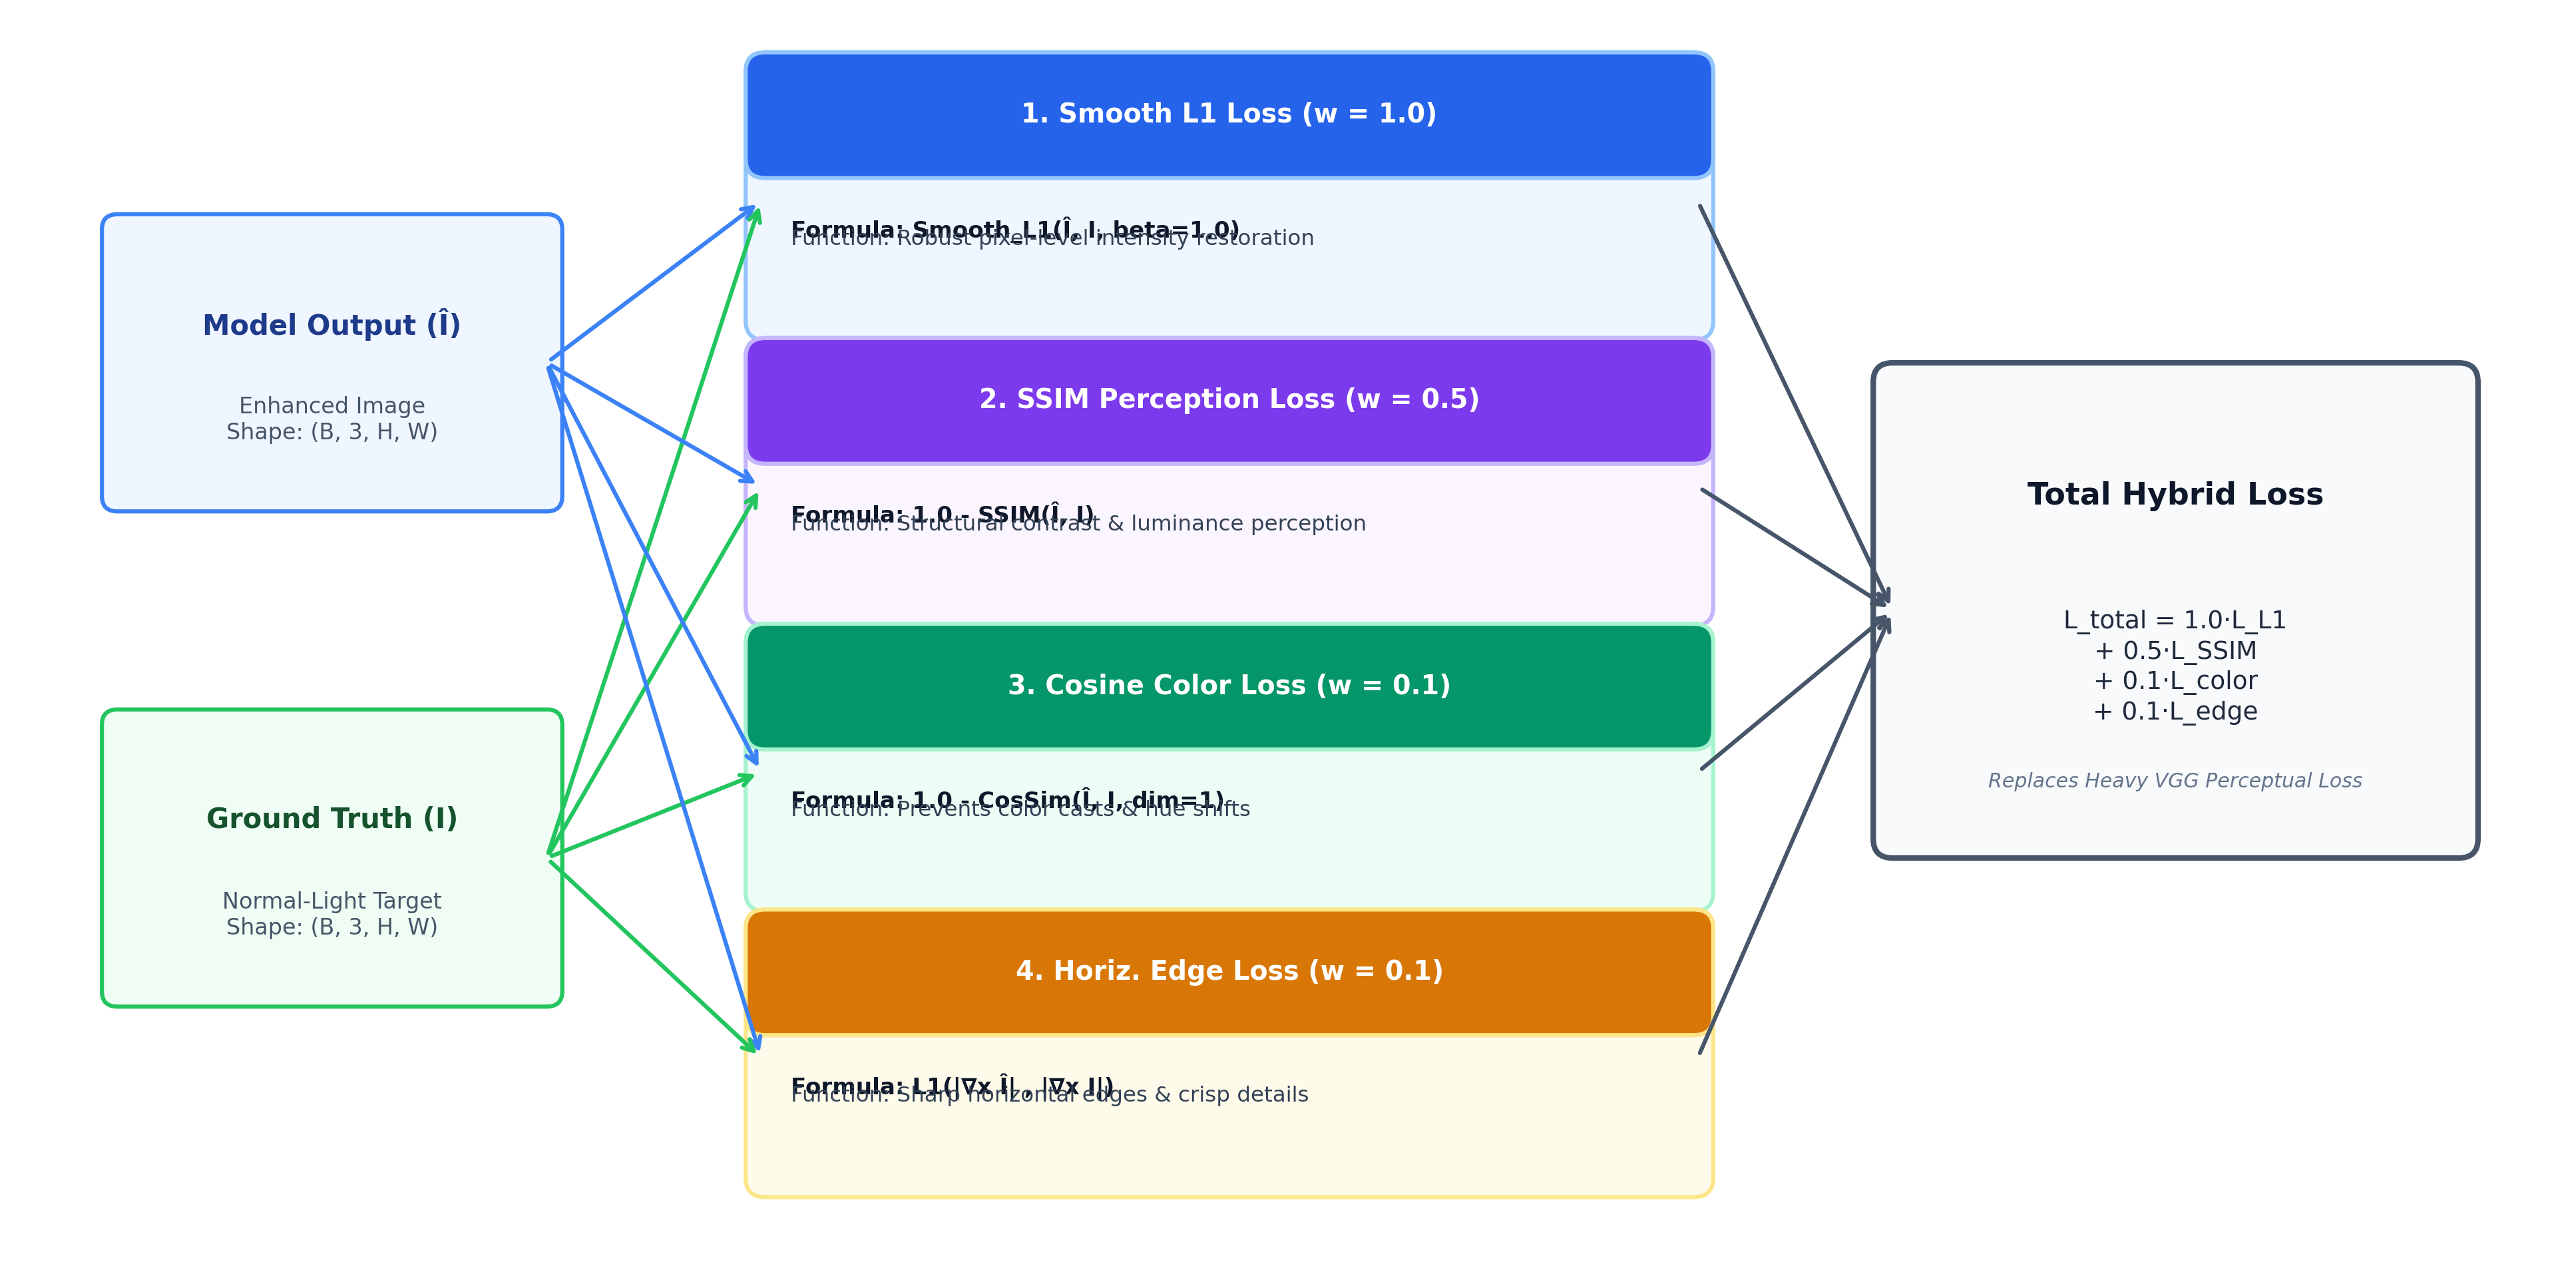 Model Output (Î)
Enhanced Image
Shape: (B, 3, H, W)
Ground Truth (I)
Normal-Light Target
Shape: (B, 3, H, W)
1. Smooth L1 Loss (w = 1.0)
Formula: Smooth_L1(Î, I, beta=1.0)
Function: Robust pixel-level intensity restoration
2. SSIM Perception Loss (w = 0.5)
Formula: 1.0 - SSIM(Î, I)
Function: Structural contrast & luminance perception
3. Cosine Color Loss (w = 0.1)
Formula: 1.0 - CosSim(Î, I, dim=1)
Function: Prevents color casts & hue shifts
4. Horiz. Edge Loss (w = 0.1)
Formula: L1(|∇x Î| , |∇x I|)
Function: Sharp horizontal edges & crisp details
Total Hybrid Loss
L_total = 1.0·L_L1
+ 0.5·L_SSIM
+ 0.1·L_color
+ 0.1·L_edge
Replaces Heavy VGG Perceptual Loss